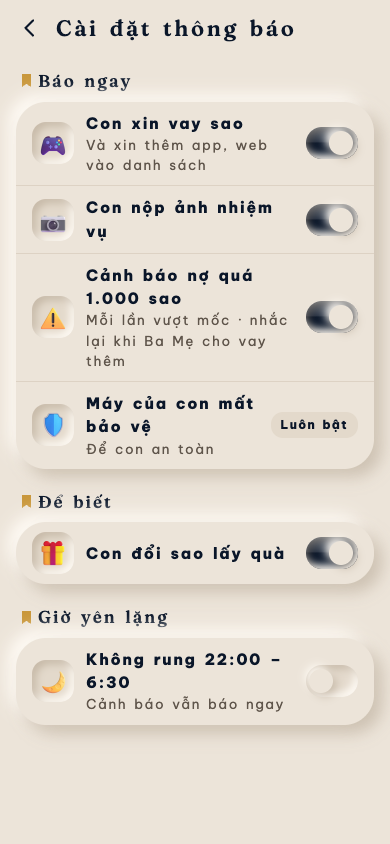 Cài đặt thông báo
Báo ngay
Con xin vay sao
Và xin thêm app, web
vào danh sách
Con nộp ảnh nhiệm
vụ
Cảnh báo nợ quá
1.000 sao
Mỗi lần vượt mốc · nhắc
lại khi Ba Mẹ cho vay
thêm
Máy của con mất
bảo vệ
Để con an toàn
Luôn bật
Để biết
Con đổi sao lấy quà
Giờ yên lặng
Không rung 22:00 –
6:30
Cảnh báo vẫn báo ngay